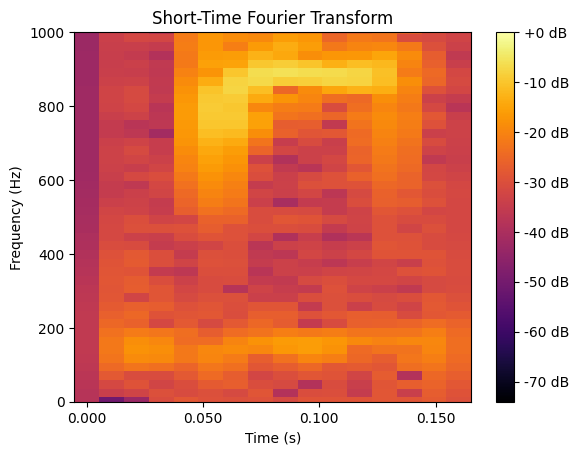 Short-Time Fourier Transform
1000
800
600
400
200
0
Frequency (Hz)
0.000
0.050
0.100
0.150
Time (s)
+0 dB
-10 dB
-20 dB
-30 dB
-40 dB
-50 dB
-60 dB
-70 dB